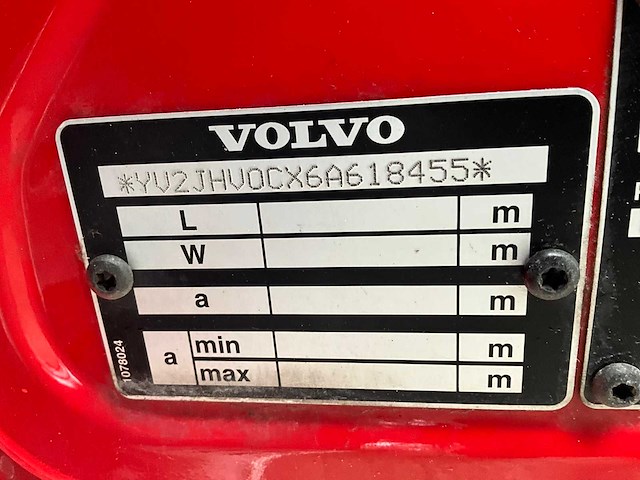 VOLVO
*YV2JHV0CX6A618455*
L m
W m
a m
a min m
max m
1078024